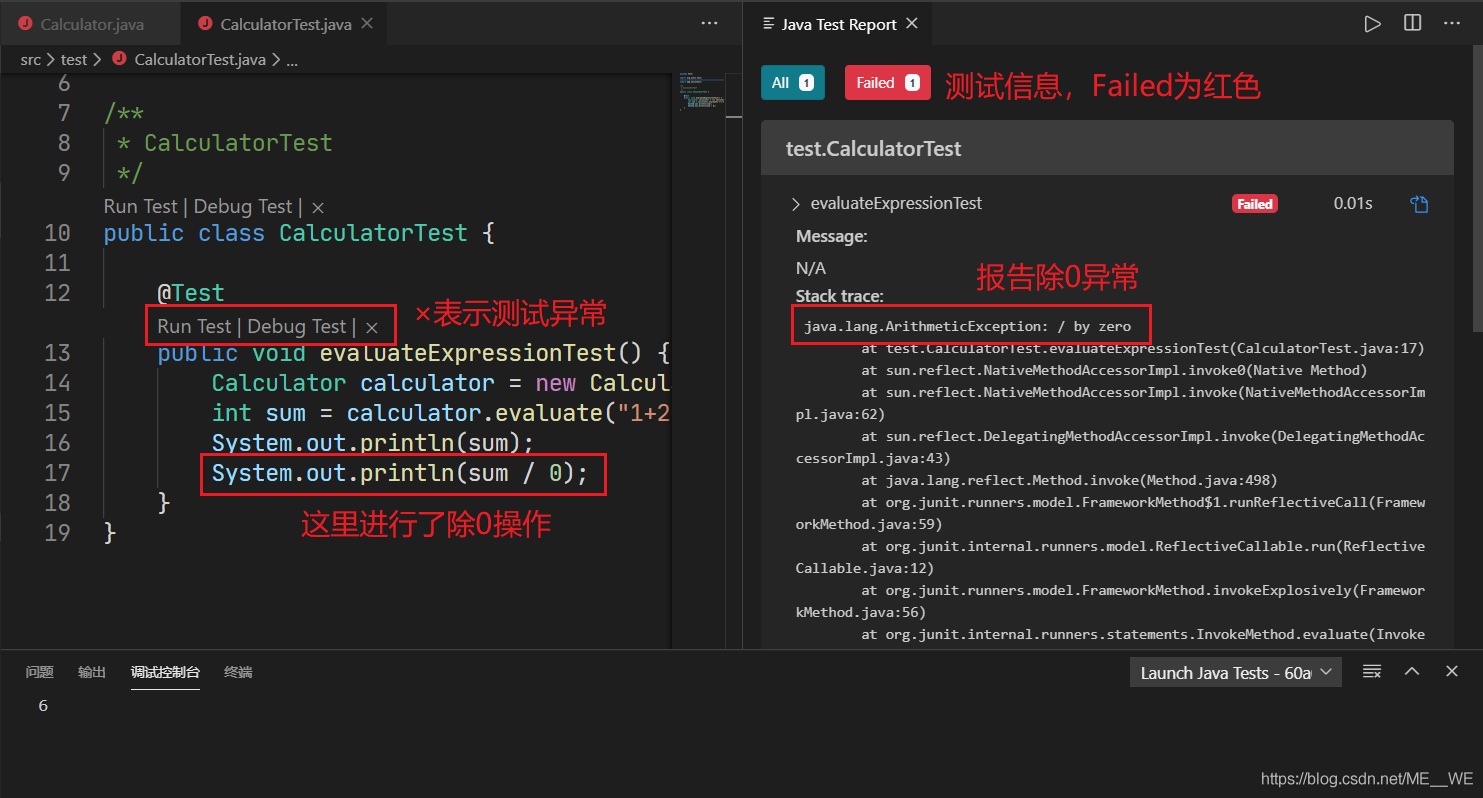 Calculator.java
CalculatorTest.java ×
···
src > test > CalculatorTest.java > ...
6
7 /**
8 * CalculatorTest
9 */
Run Test | Debug Test | ×
10 public class CalculatorTest {
11
12 @Test
Run Test | Debug Test | ×
×表示测试异常
13 public void evaluateExpressionTest() {
14 Calculator calculator = new Calcul
15 int sum = calculator.evaluate("1+2
16 System.out.println(sum);
17 System.out.println(sum / 0);
18 }
这里进行了除0操作
19 }
Java Test Report ×
···
All 1
Failed 1
测试信息，Failed为红色
test.CalculatorTest
> evaluateExpressionTest Failed 0.01s
Message:
N/A
报告除0异常
Stack trace:
java.lang.ArithmeticException: / by zero
at test.CalculatorTest.evaluateExpressionTest(CalculatorTest.java:17)
at sun.reflect.NativeMethodAccessorImpl.invoke0(Native Method)
at sun.reflect.NativeMethodAccessorImpl.invoke(NativeMethodAccessorIm
pl.java:62)
at sun.reflect.DelegatingMethodAccessorImpl.invoke(DelegatingMethodAc
cessorImpl.java:43)
at java.lang.reflect.Method.invoke(Method.java:498)
at org.junit.runners.model.FrameworkMethod$1.runReflectiveCall(Framew
orkMethod.java:59)
at org.junit.internal.runners.model.ReflectiveCallable.run(Reflective
Callable.java:12)
at org.junit.runners.model.FrameworkMethod.invokeExplosively(Framewor
kMethod.java:56)
at org.junit.internal.runners.statements.InvokeMethod.evaluate(Invoke
问题 输出 调试控制台 终端
Launch Java Tests - 60a
6
https://blog.csdn.net/ME__WE